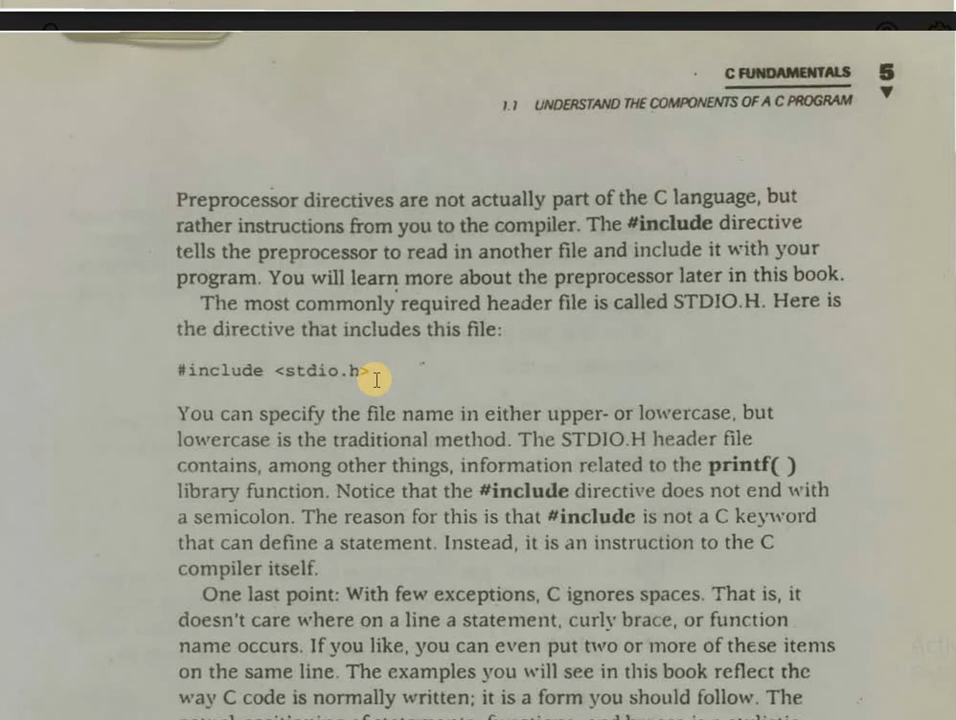 C FUNDAMENTALS 5
1.1 UNDERSTAND THE COMPONENTS OF A C PROGRAM
Preprocessor directives are not actually part of the C language, but
rather instructions from you to the compiler. The #include directive
tells the preprocessor to read in another file and include it with your
program. You will learn more about the preprocessor later in this book.
The most commonly required header file is called STDIO.H. Here is
the directive that includes this file:
#include <stdio.h>
You can specify the file name in either upper- or lowercase, but
lowercase is the traditional method. The STDIO.H header file
contains, among other things, information related to the printf( )
library function. Notice that the #include directive does not end with
a semicolon. The reason for this is that #include is not a C keyword
that can define a statement. Instead, it is an instruction to the C
compiler itself.
One last point: With few exceptions, C ignores spaces. That is, it
doesn't care where on a line a statement, curly brace, or function
name occurs. If you like, you can even put two or more of these items
on the same line. The examples you will see in this book reflect the
way C code is normally written; it is a form you should follow. The